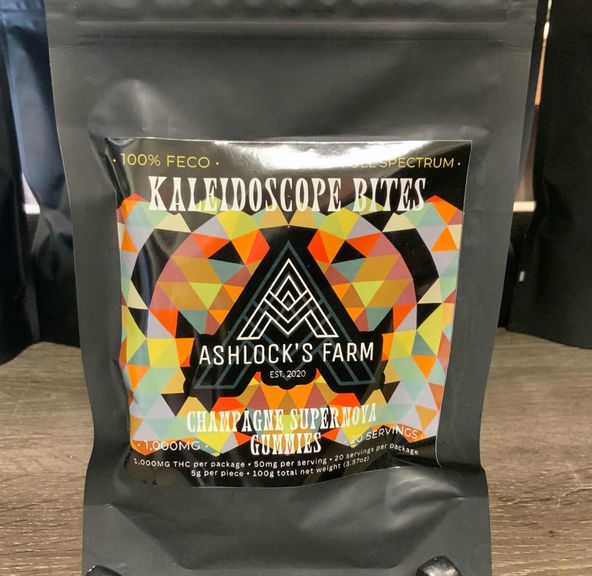 · 100% FECO ·
FULL SPECTRUM ·
KALEIDOSCOPE BITES
ASHLOCK'S FARM
EST. 2020
CHAMPAGNE SUPERNOVA
GUMMIES
· 1,000MG ·
20 SERVINGS ·
1,000MG THC per package • 50mg per serving • 20 servings per package
5g per piece • 100g total net weight (3.57oz)